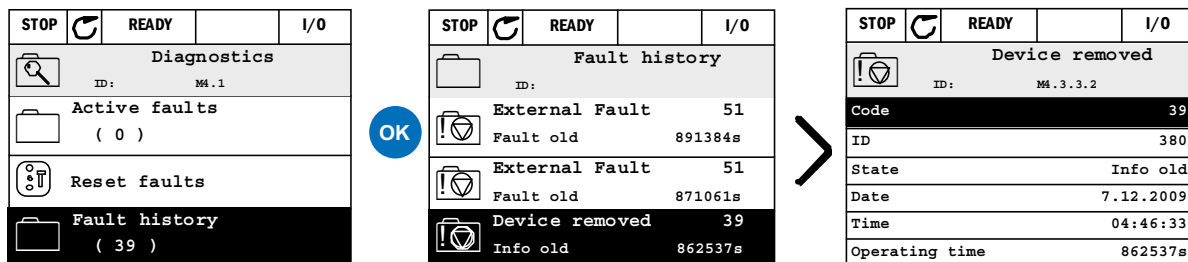 STOP READY I/O
Diagnostics
ID: M4.1
Active faults
( 0 )
Reset faults
Fault history
( 39 )
OK
STOP READY I/O
Fault history
ID:
External Fault 51
Fault old 891384s
External Fault 51
Fault old 871061s
Device removed 39
Info old 862537s
STOP READY I/O
Device removed
ID: M4.3.3.2
Code 39
ID 380
State Info old
Date 7.12.2009
Time 04:46:33
Operating time 862537s